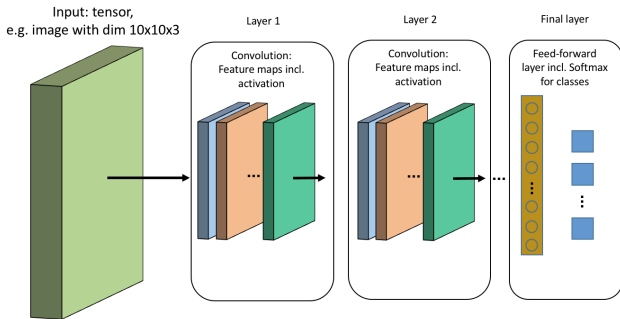 Input: tensor,
e.g. image with dim 10x10x3
Layer 1
Convolution:
Feature maps incl.
activation
...
Layer 2
Convolution:
Feature maps incl.
activation
...
...
Final layer
Feed-forward
layer incl. Softmax
for classes
...
...